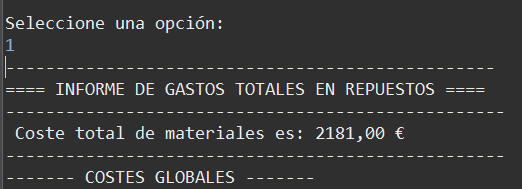 Seleccione una opción:
1
-------------------------------------------------
==== INFORME DE GASTOS TOTALES EN REPUESTOS ====
--------------------------------------------------
Coste total de materiales es: 2181,00 €
--------------------------------------------------
------- COSTES GLOBALES -------